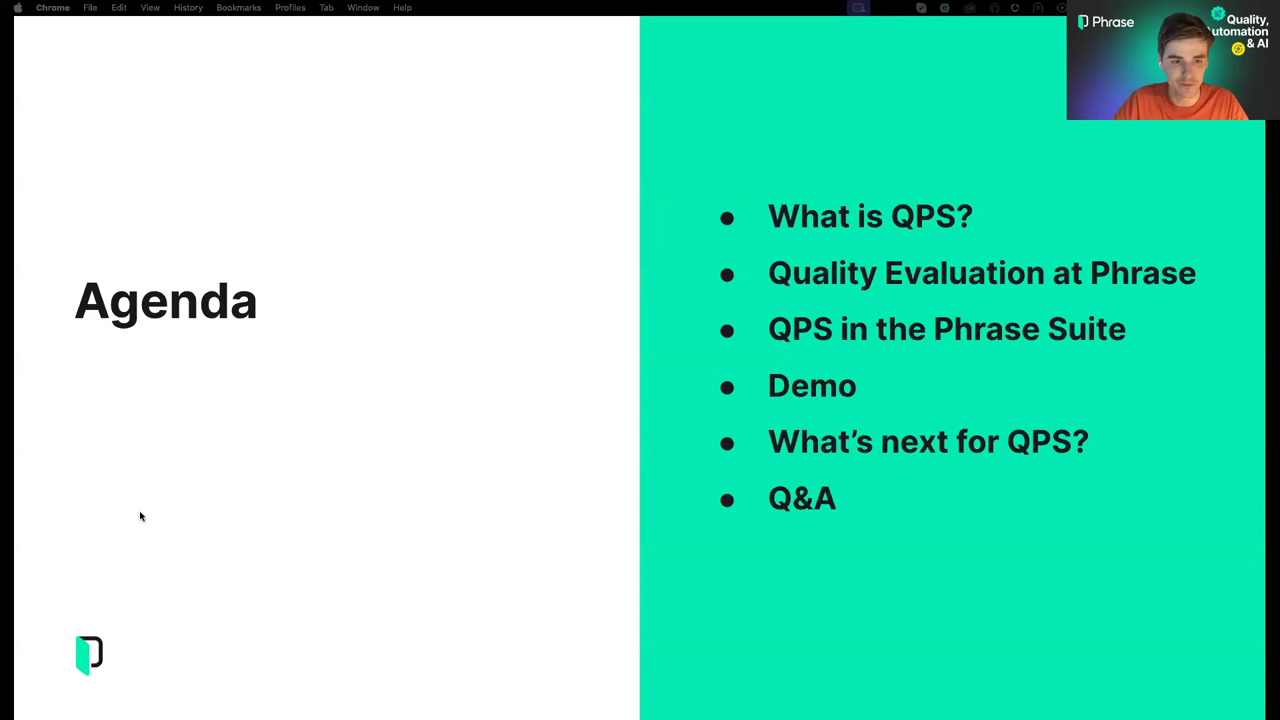 Chrome File Edit View History Bookmarks Profiles Tab Window Help
Phrase
Quality,
utomation
& AI
Agenda
• What is QPS?
• Quality Evaluation at Phrase
• QPS in the Phrase Suite
• Demo
• What’s next for QPS?
• Q&A